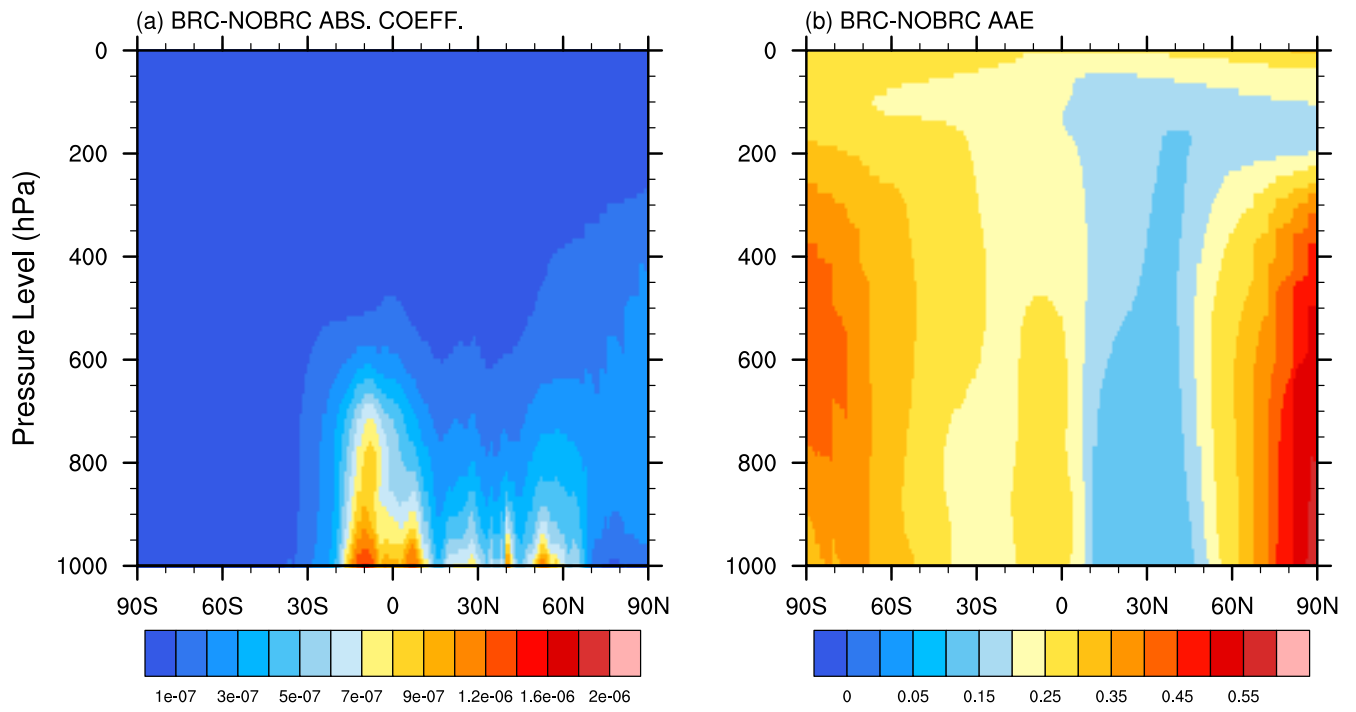 (a) BRC-NOBRC ABS. COEFF.
0
200
400
600
800
1000
Pressure Level (hPa)
90S 60S 30S 0 30N 60N 90N
1e-07 3e-07 5e-07 7e-07 9e-07 1.2e-06 1.6e-06 2e-06
(b) BRC-NOBRC AAE
0
200
400
600
800
1000
90S 60S 30S 0 30N 60N 90N
0 0.05 0.15 0.25 0.35 0.45 0.55